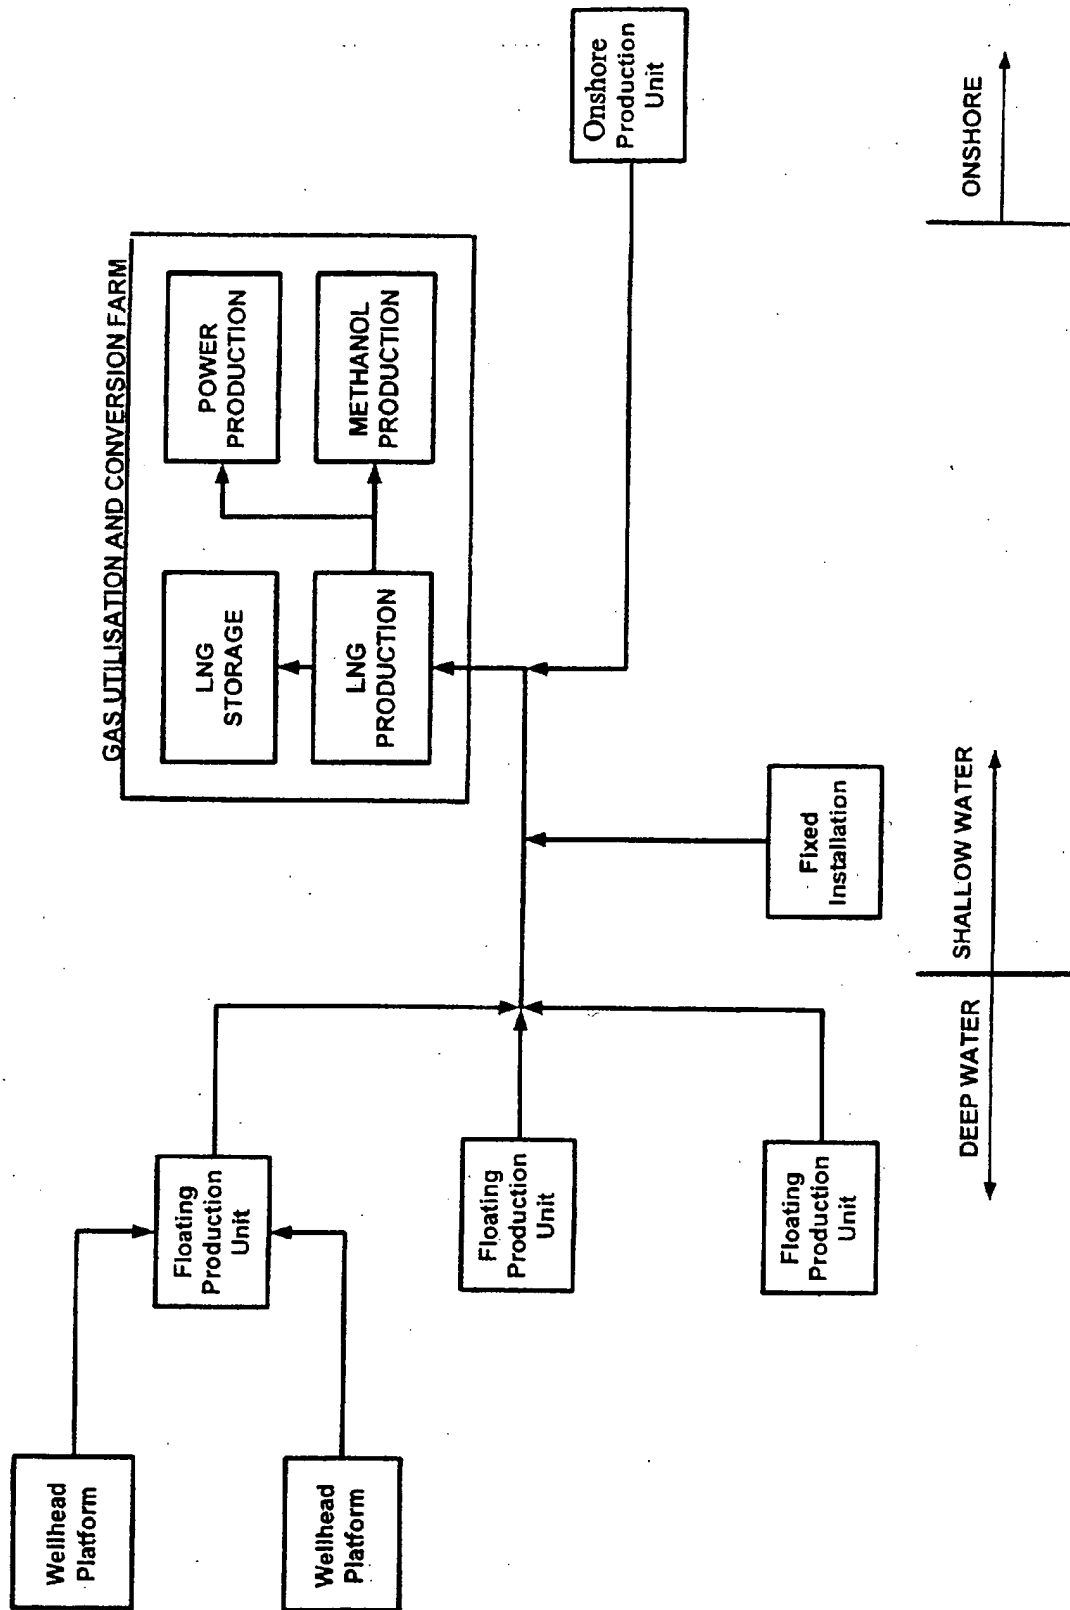 GAS UTILISATION AND CONVERSION FARM
LNG
STORAGE
POWER
PRODUCTION
LNG
PRODUCTION
METHANOL
PRODUCTION
Wellhead
Platform
Wellhead
Platform
Floating
Production
Unit
Floating
Production
Unit
Floating
Production
Unit
Fixed
Installation
Onshore
Production
Unit
DEEP WATER
SHALLOW WATER
ONSHORE